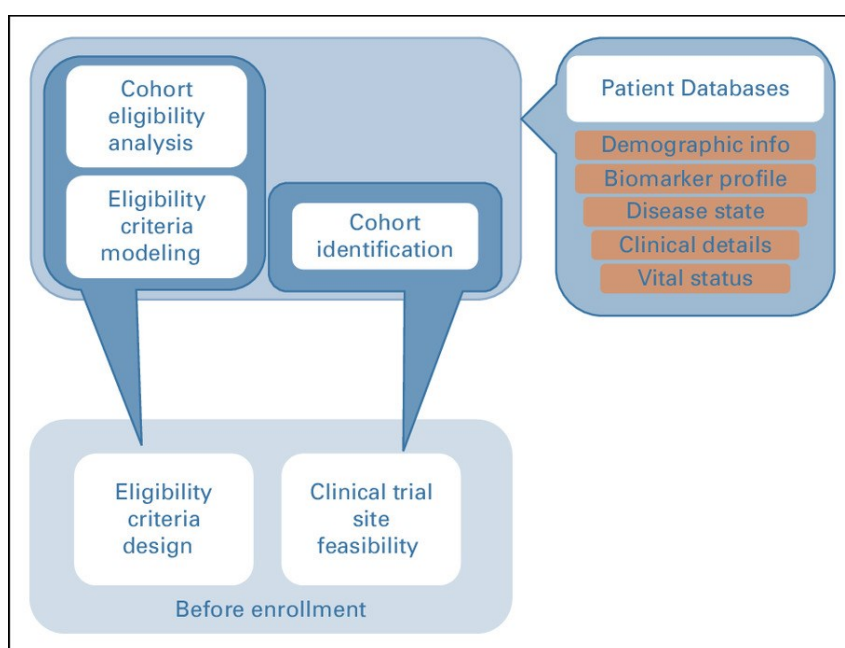 Cohort
eligibility
analysis
Eligibility
criteria
modeling
Cohort
identification
Patient Databases
Demographic info
Biomarker profile
Disease state
Clinical details
Vital status
Eligibility
criteria
design
Clinical trial
site
feasibility
Before enrollment